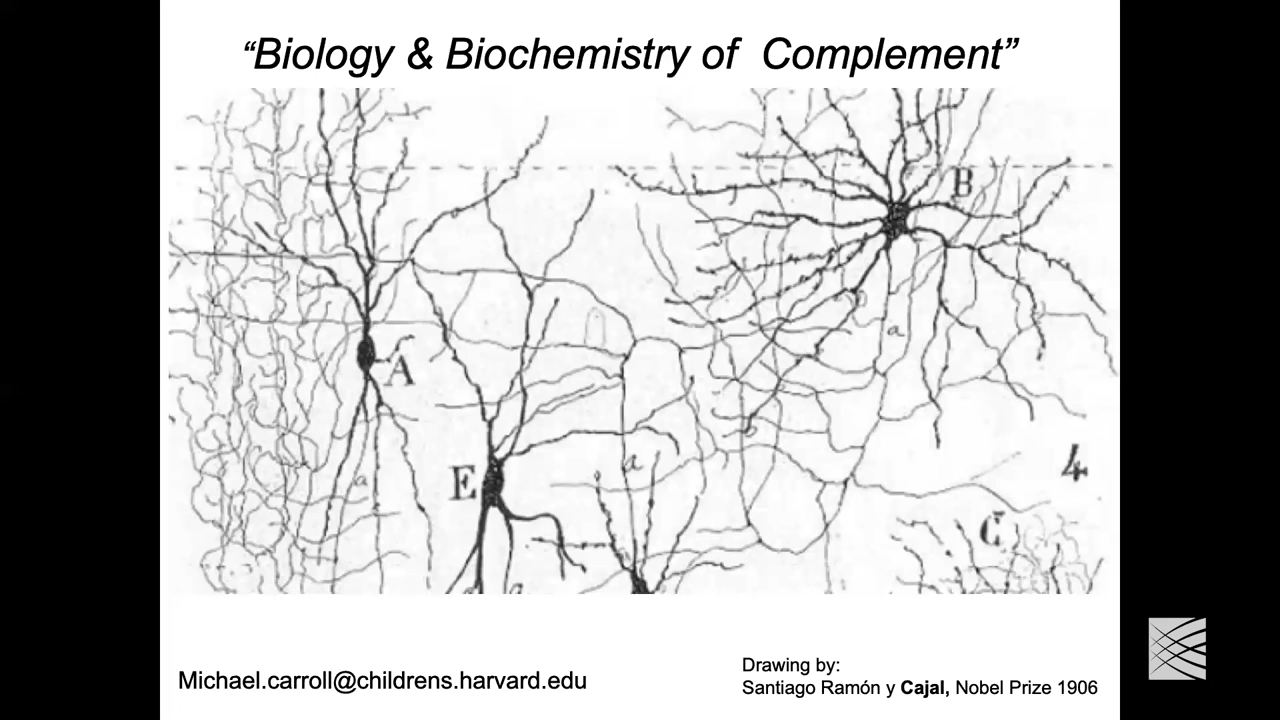 “Biology & Biochemistry of Complement”
B
a
A
4
E
a
a
C
a
Michael.carroll@childrens.harvard.edu
Drawing by:
Santiago Ramón y Cajal, Nobel Prize 1906